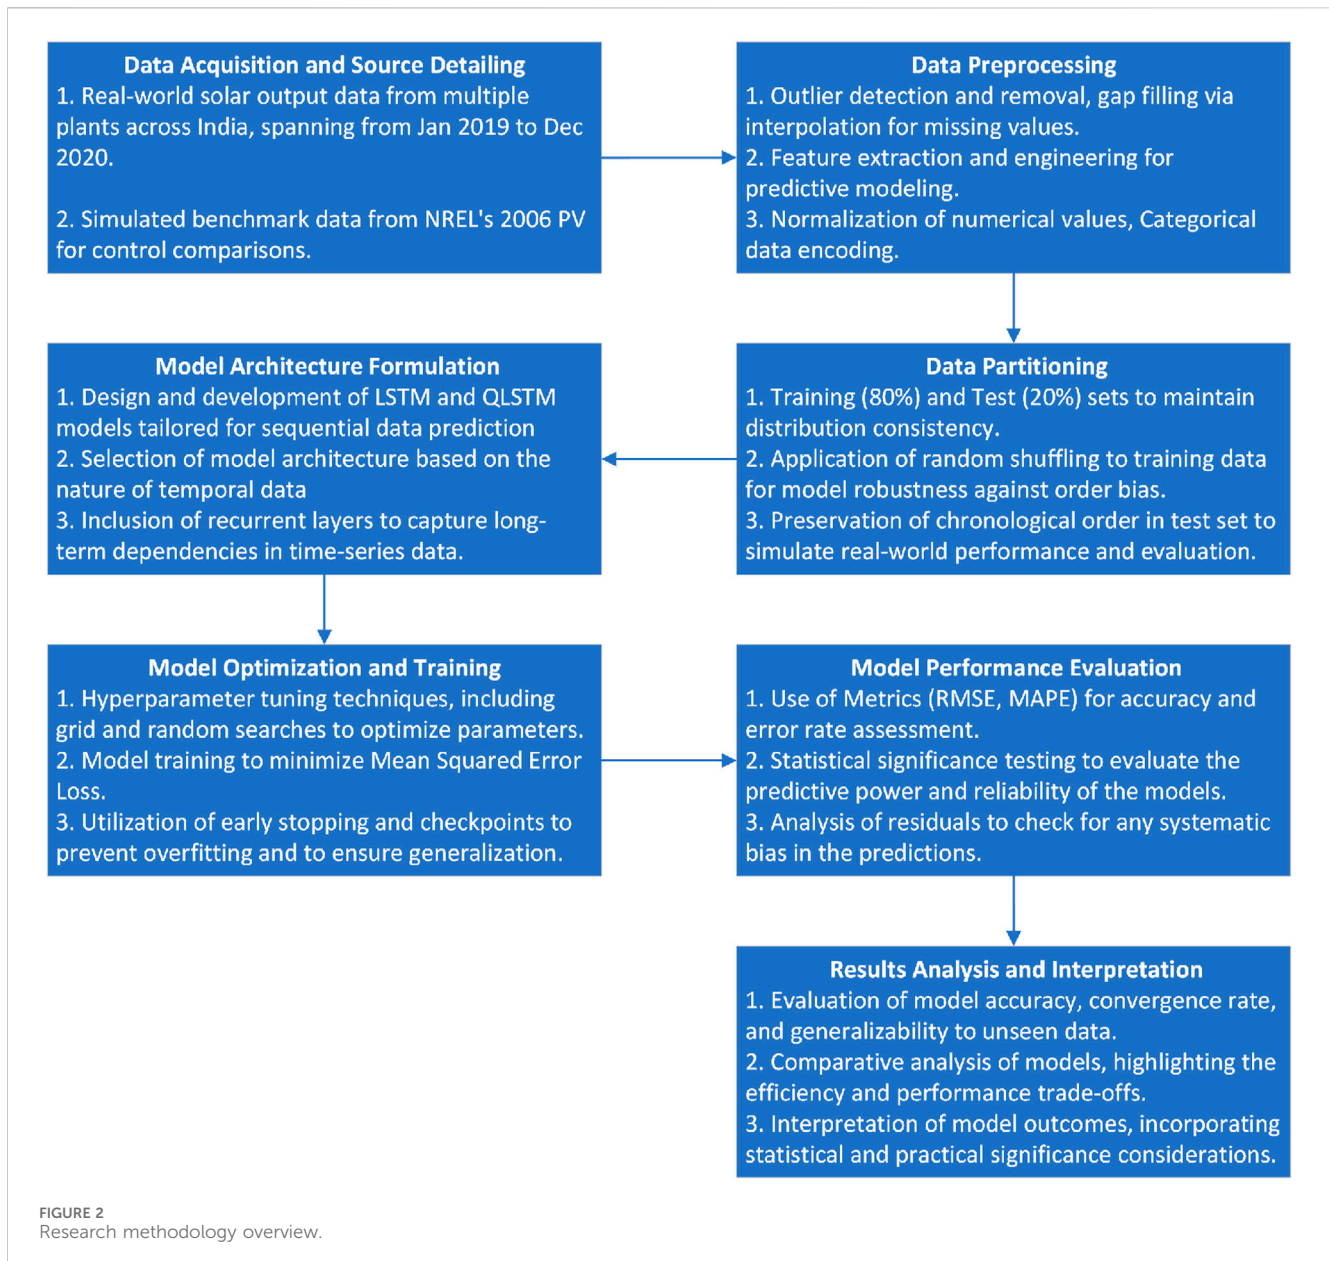 Data Acquisition and Source Detailing
1. Real-world solar output data from multiple
plants across India, spanning from Jan 2019 to Dec
2020.
2. Simulated benchmark data from NREL's 2006 PV
for control comparisons.
Data Preprocessing
1. Outlier detection and removal, gap filling via
interpolation for missing values.
2. Feature extraction and engineering for
predictive modeling.
3. Normalization of numerical values, Categorical
data encoding.
Data Partitioning
1. Training (80%) and Test (20%) sets to maintain
distribution consistency.
2. Application of random shuffling to training data
for model robustness against order bias.
3. Preservation of chronological order in test set to
simulate real-world performance and evaluation.
Model Architecture Formulation
1. Design and development of LSTM and QLSTM
models tailored for sequential data prediction
2. Selection of model architecture based on the
nature of temporal data
3. Inclusion of recurrent layers to capture long-
term dependencies in time-series data.
Model Optimization and Training
1. Hyperparameter tuning techniques, including
grid and random searches to optimize parameters.
2. Model training to minimize Mean Squared Error
Loss.
3. Utilization of early stopping and checkpoints to
prevent overfitting and to ensure generalization.
Model Performance Evaluation
1. Use of Metrics (RMSE, MAPE) for accuracy and
error rate assessment.
2. Statistical significance testing to evaluate the
predictive power and reliability of the models.
3. Analysis of residuals to check for any systematic
bias in the predictions.
Results Analysis and Interpretation
1. Evaluation of model accuracy, convergence rate,
and generalizability to unseen data.
2. Comparative analysis of models, highlighting the
efficiency and performance trade-offs.
3. Interpretation of model outcomes, incorporating
statistical and practical significance considerations.
FIGURE 2
Research methodology overview.